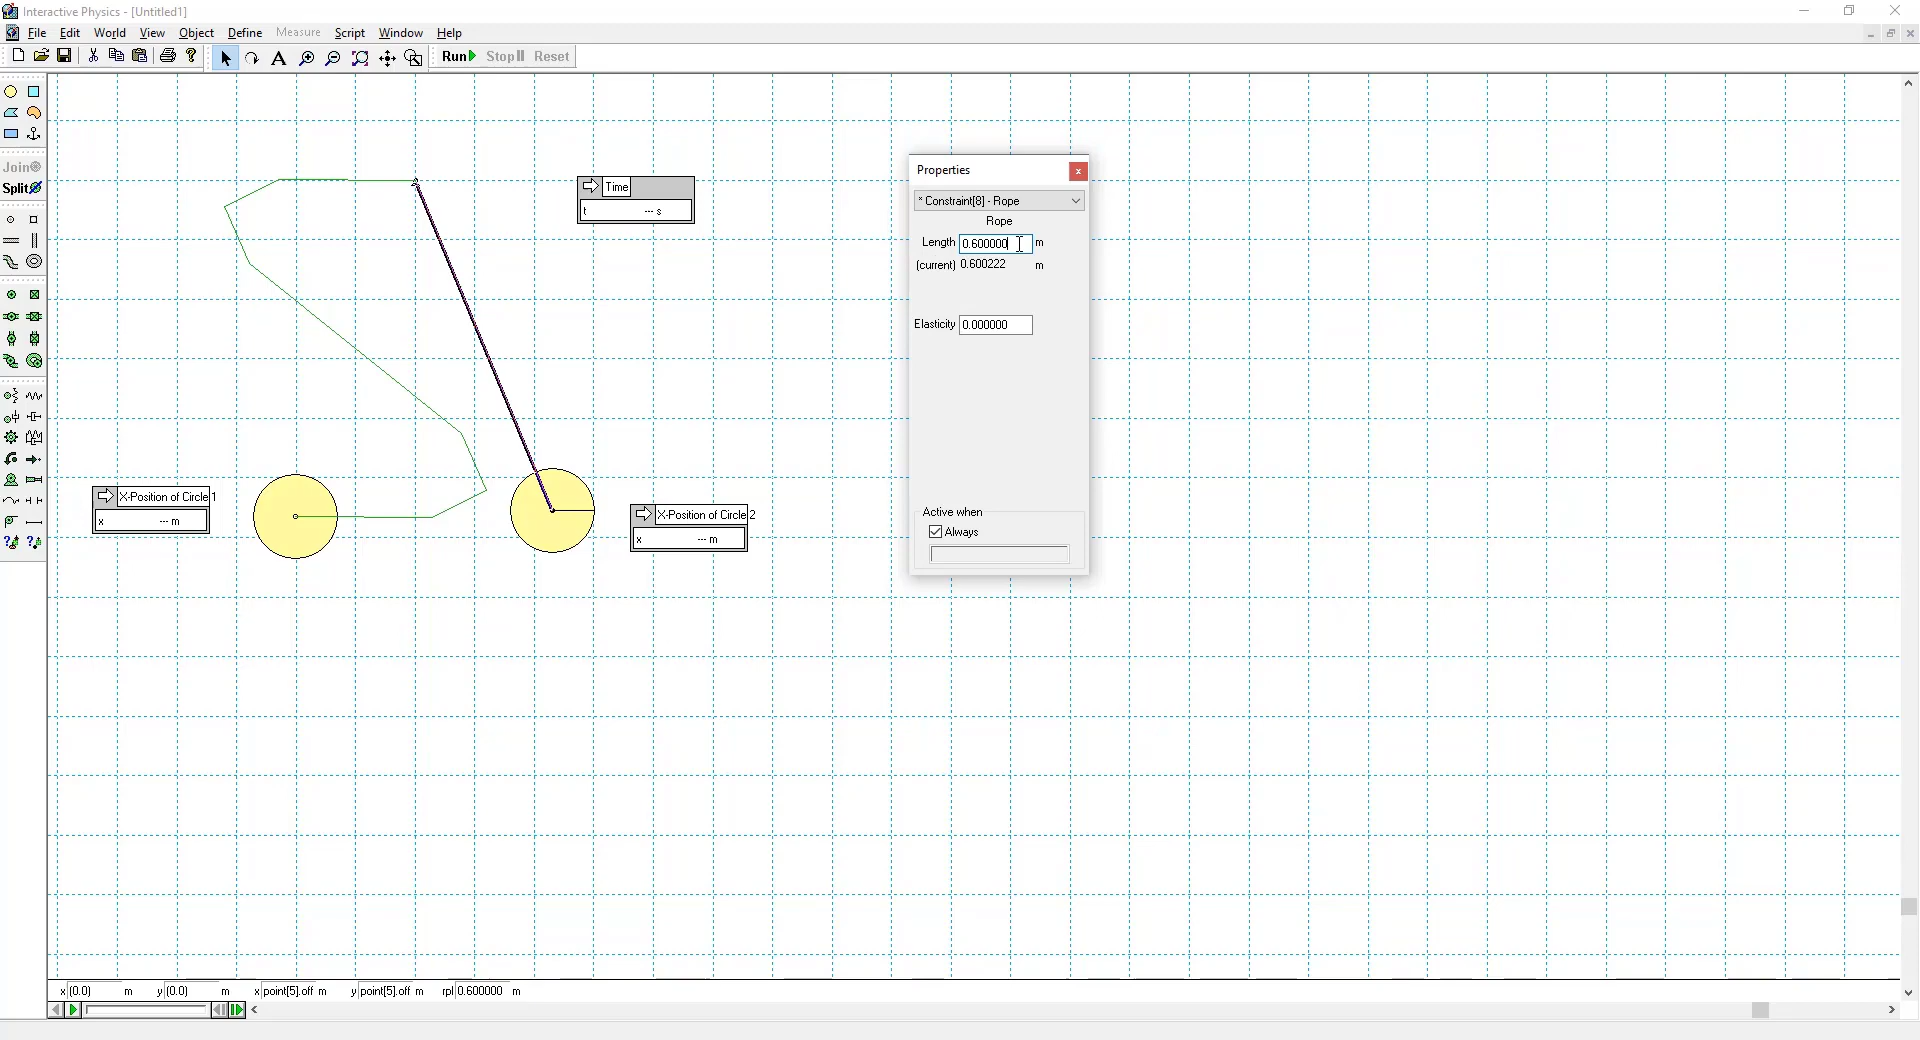 Interactive Physics - [Untitled1]
File Edit World View Object Define Measure Script Window Help
A Run Stop Reset
Join
Split
Time
t --- s
X-Position of Circle 1
x --- m
X-Position of Circle 2
x --- m
Properties
* Constraint[8] - Rope
Rope
Length 0.600000 m
(current) 0.600222 m
Elasticity 0.000000
Active when
Always
x (0.0) m y (0.0) m x point[5].off m y point[5].off m rpl 0.600000 m